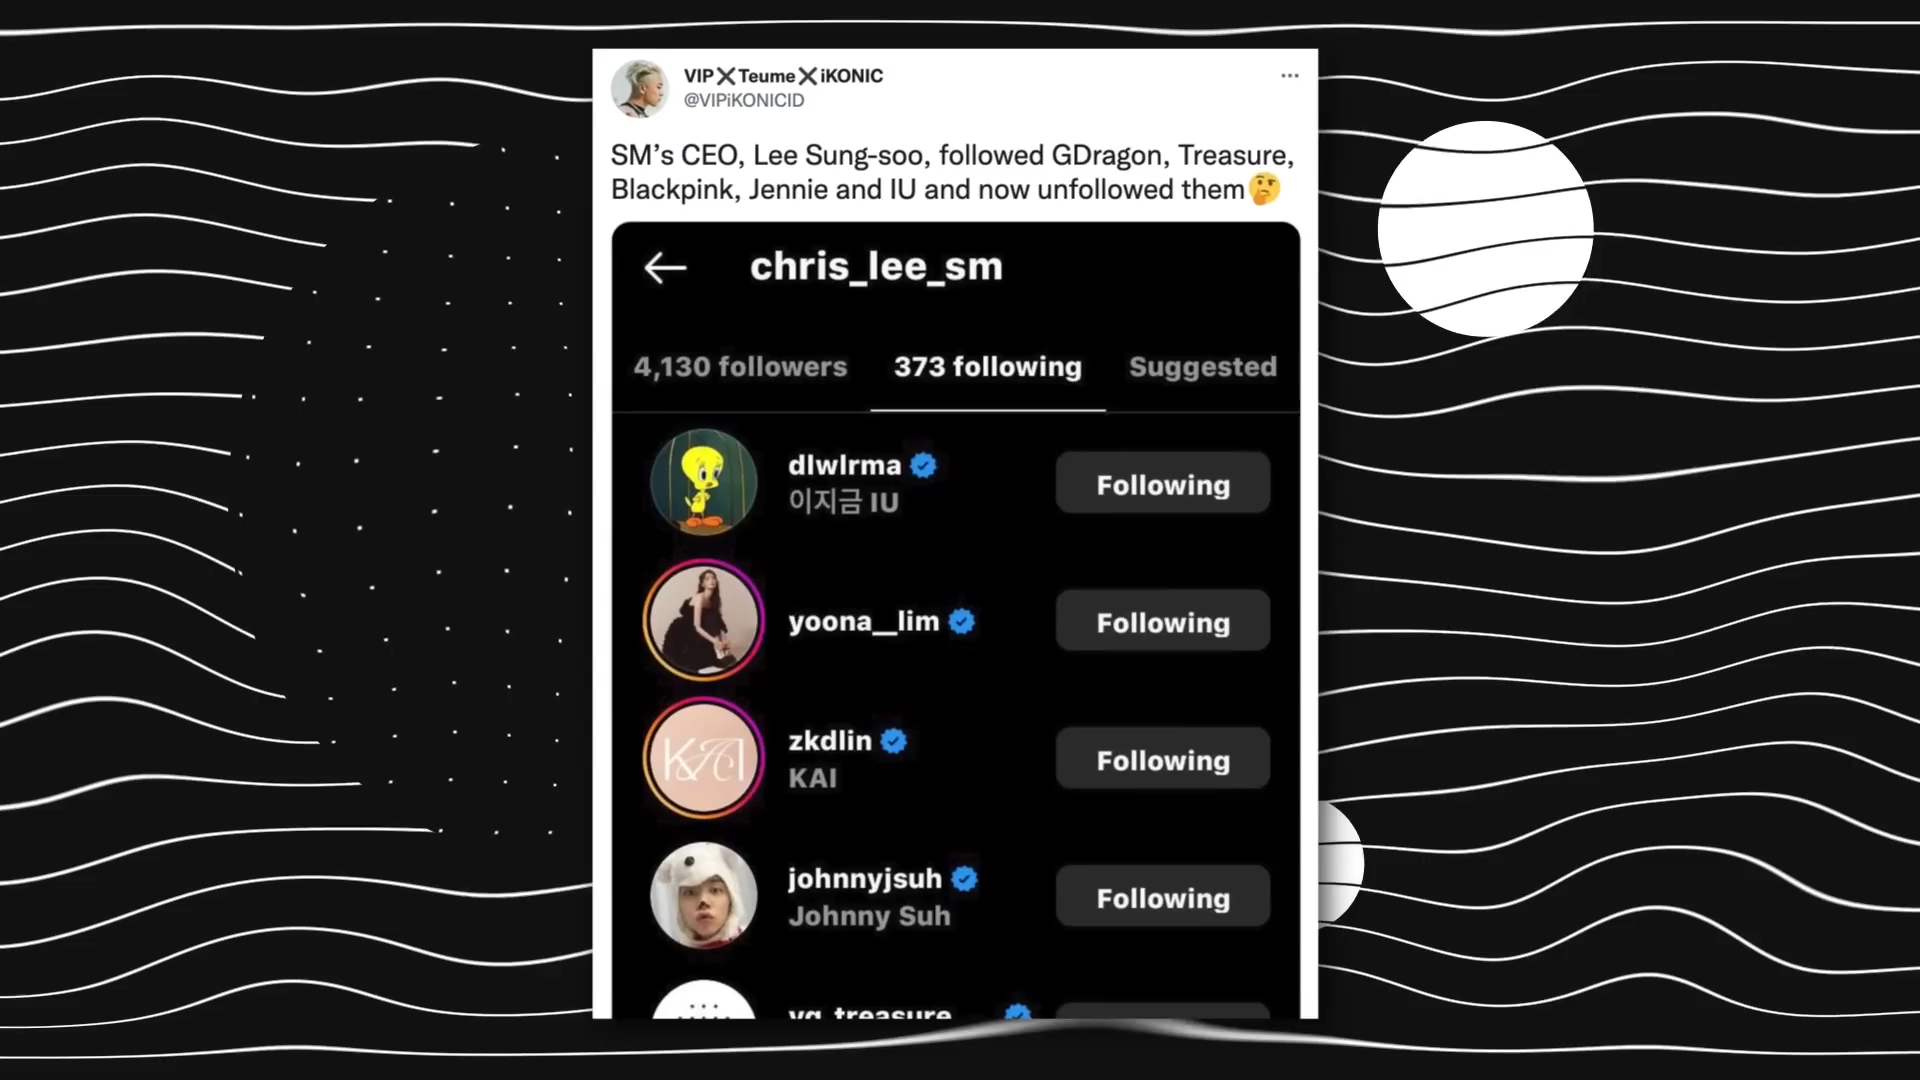 VIP❌Teume❌iKONIC
@VIPiKONICID
SM’s CEO, Lee Sung-soo, followed GDragon, Treasure,
Blackpink, Jennie and IU and now unfollowed them🤔
chris_lee_sm
4,130 followers 373 following Suggested
dlwlrma
이지금 IU
Following
yoona__lim
Following
KAI
zkdlin
KAI
Following
johnnyjsuh
Johnny Suh
Following
yg_treasure